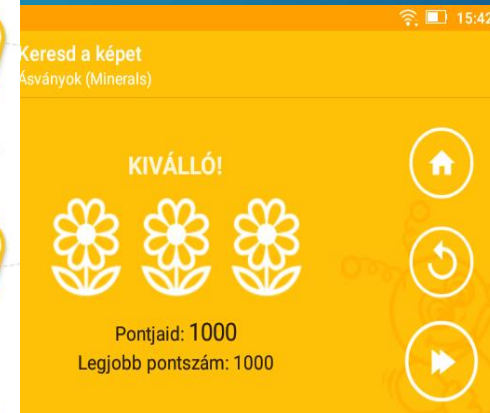 15:42
Keresd a képet
Ásványok (Minerals)
KIVÁLLÓ!
Pontjaid: 1000
Legjobb pontszám: 1000